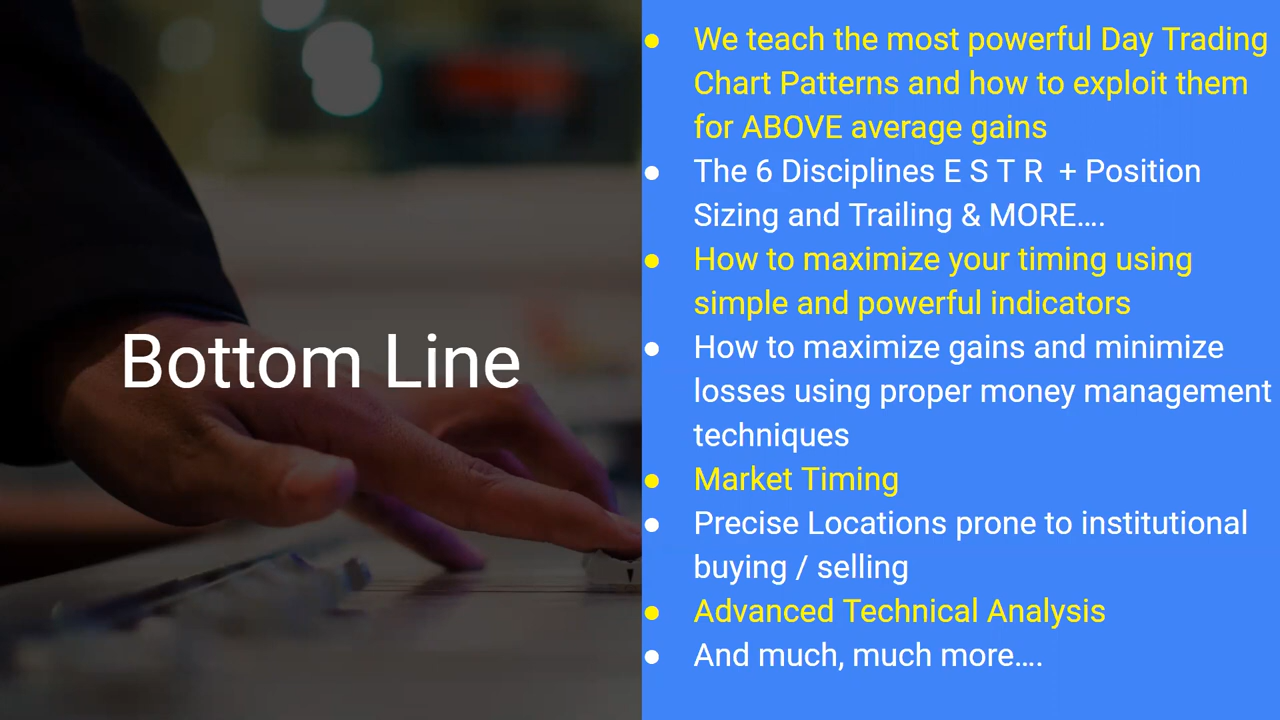 Bottom Line
● We teach the most powerful Day Trading
Chart Patterns and how to exploit them
for ABOVE average gains
● The 6 Disciplines E S T R + Position
Sizing and Trailing & MORE....
● How to maximize your timing using
simple and powerful indicators
● How to maximize gains and minimize
losses using proper money management
techniques
● Market Timing
● Precise Locations prone to institutional
buying / selling
● Advanced Technical Analysis
● And much, much more....